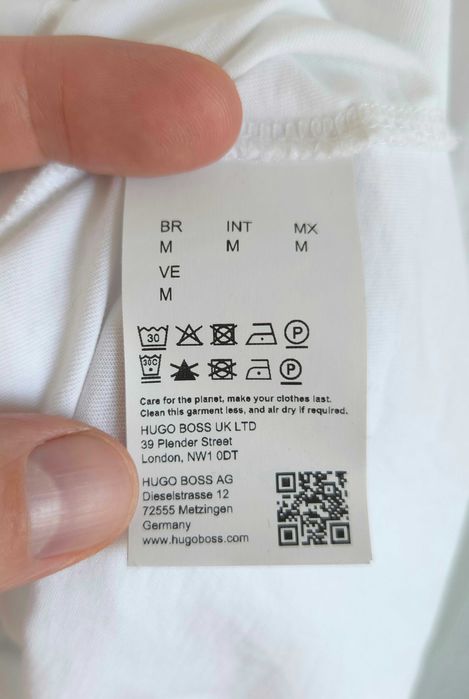 BR INT MX
M M M
VE
M
30 P
30C P
Care for the planet, make your clothes last.
Clean this garment less, and air dry if required.
HUGO BOSS UK LTD
39 Plender Street
London, NW1 0DT
HUGO BOSS AG
Dieselstrasse 12
72555 Metzingen
Germany
www.hugoboss.com